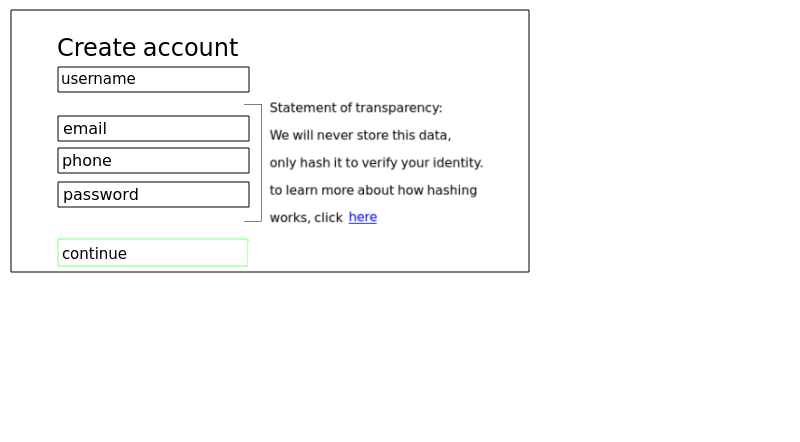 Create account
username
email
phone
password
Statement of transparency:
We will never store this data,
only hash it to verify your identity.
to learn more about how hashing
works, click here
continue